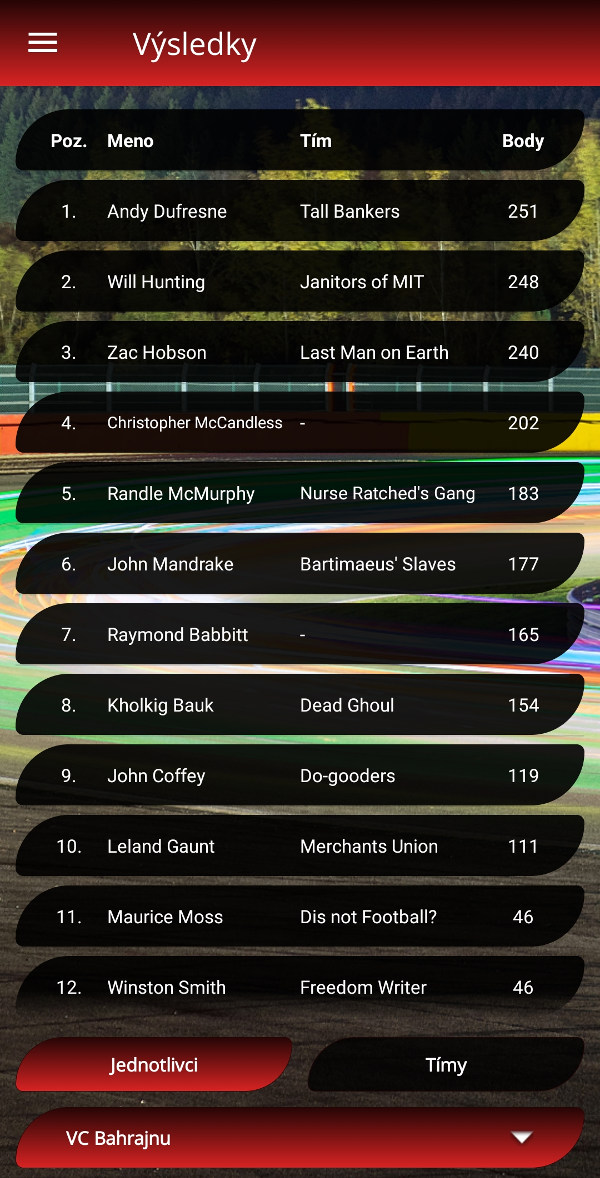 Výsledky
Poz. Meno Tím Body
1. Andy Dufresne Tall Bankers 251
2. Will Hunting Janitors of MIT 248
3. Zac Hobson Last Man on Earth 240
4. Christopher McCandless - 202
5. Randle McMurphy Nurse Ratched's Gang 183
6. John Mandrake Bartimaeus' Slaves 177
7. Raymond Babbitt - 165
8. Kholkig Bauk Dead Ghoul 154
9. John Coffey Do-gooders 119
10. Leland Gaunt Merchants Union 111
11. Maurice Moss Dis not Football? 46
12. Winston Smith Freedom Writer 46
Jednotlivci Tímy
VC Bahrajnu